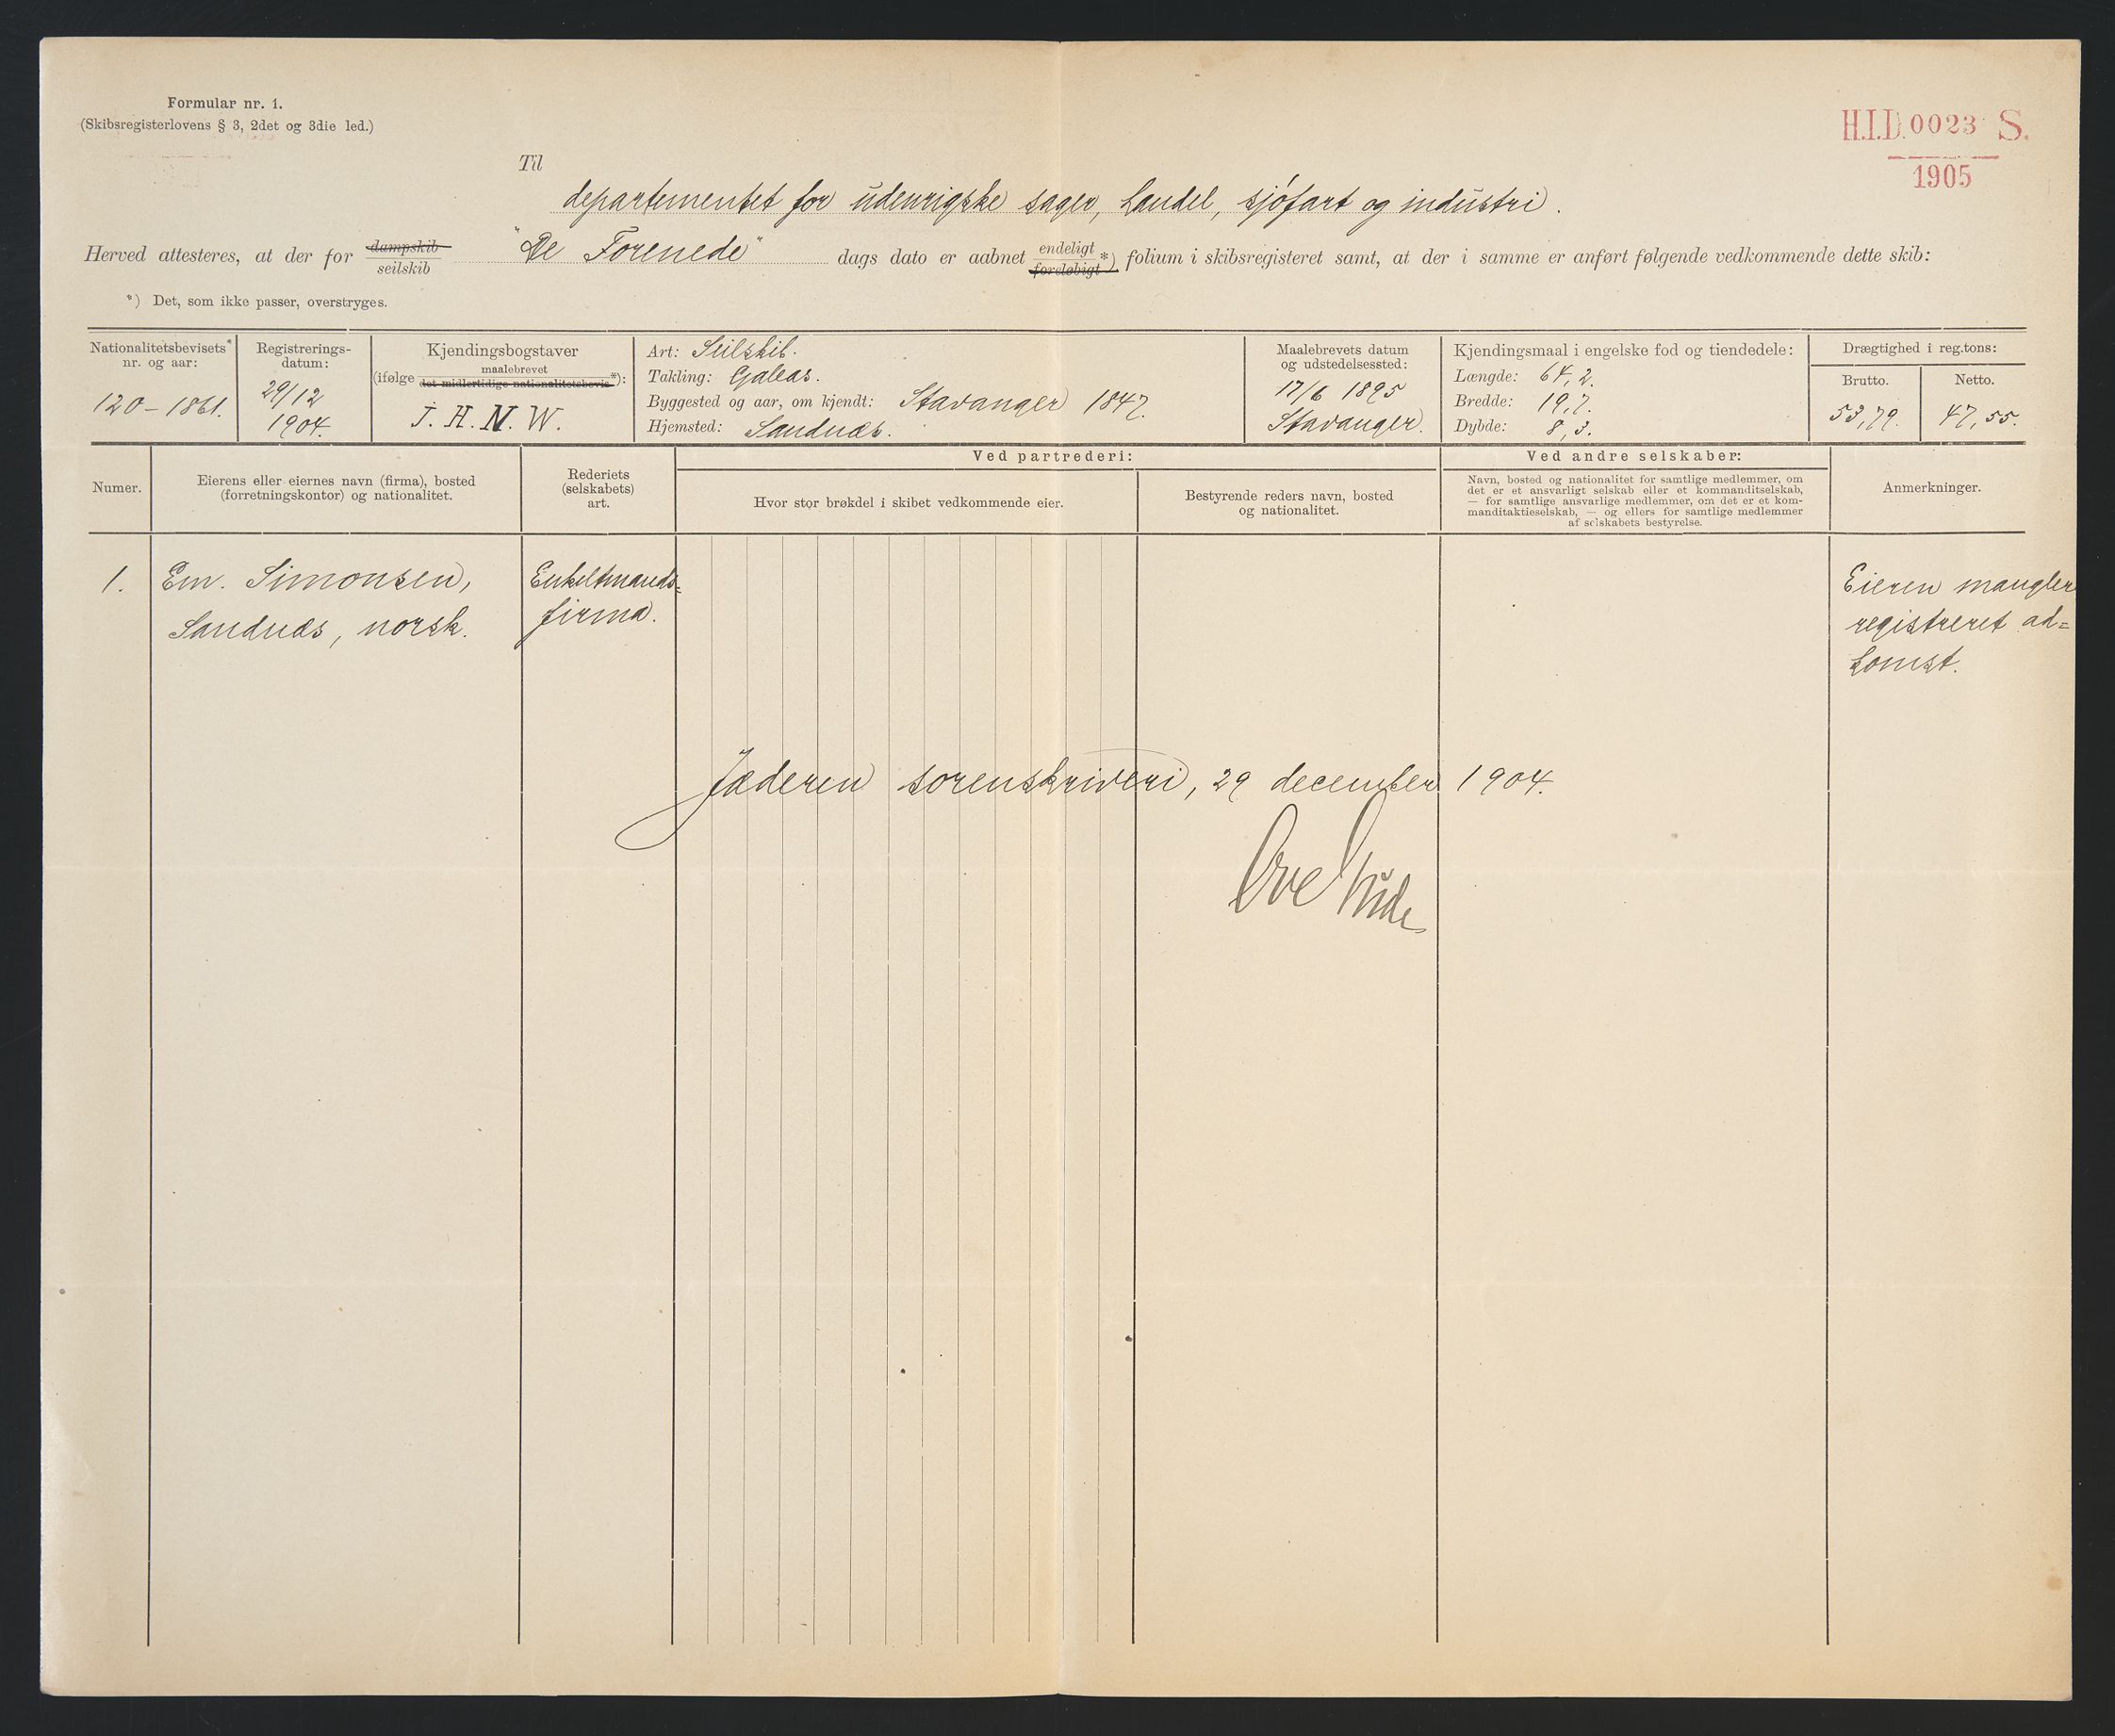 Formular nr. 1.
(Skibsregisterlovens § 3, 2det og 3die led.)
H.I.D. 0023 S.
1905
Til
departementet for udenrigske sager, handel, sjøfart og industri.
Herved attesteres, at der for dampskib seilskib "De Forenede" dags dato er aabnet endeligt foreløbigt *) folium i skibsregisteret samt, at der i samme er anført følgende vedkommende dette skib:
*) Det, som ikke passer, overstryges.
Nationalitetsbevisets
nr. og aar:
120 – 1861.
Registrerings-
datum:
29/12
1904.
Kjendingsbogstaver
(ifølge maalebrevet det midlertidige nationalitetsbevis *):
J. H. N. W.
Art: Seilskib.
Takling: Galeas.
Byggested og aar, om kjendt: Stavanger 1847.
Hjemsted: Sandnæs.
Maalebrevets datum
og udstedelsessted:
17/6 1895
Stavanger.
Kjendingsmaal i engelske fod og tiendedele:
Længde: 64,2.
Bredde: 19,7.
Dybde: 8,3.
Drægtighed i reg.tons:
Brutto. Netto.
53,79. 47,55.
Numer.
Eierens eller eiernes navn (firma), bosted
(forretningskontor) og nationalitet.
Rederiets
(selskabets)
art.
Ved partrederi:
Hvor stor brøkdel i skibet vedkommende eier.
Bestyrende reders navn, bosted
og nationalitet.
Ved andre selskaber:
Navn, bosted og nationalitet for samtlige medlemmer, om
det er et ansvarligt selskab eller et kommanditselskab,
— for samtlige ansvarlige medlemmer, om det er et kom-
manditaktieselskab, — og ellers for samtlige medlemmer
af selskabets bestyrelse.
Anmerkninger.
1. Em. Simonsen,
Sandnæs, norsk.
Enkeltmands=
firma.
Eieren mangler
registreret ad=
komst.
Jæderen sorenskriveri, 29 december 1904.
Ove Gude